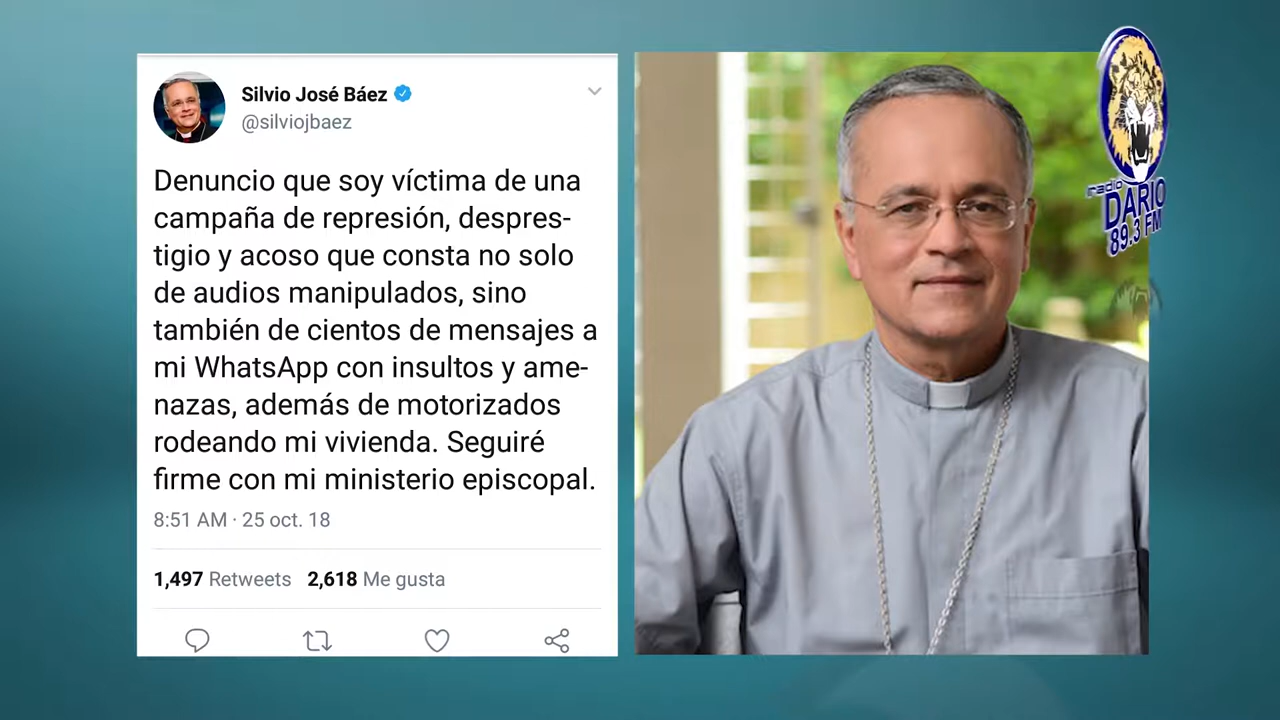 Silvio José Báez
@silviojbaez
Denuncio que soy víctima de una
campaña de represión, despres-
tigio y acoso que consta no solo
de audios manipulados, sino
también de cientos de mensajes a
mi WhatsApp con insultos y ame-
nazas, además de motorizados
rodeando mi vivienda. Seguiré
firme con mi ministerio episcopal.
8:51 AM · 25 oct. 18
1,497 Retweets 2,618 Me gusta
radio
DARIO
89.3 FM